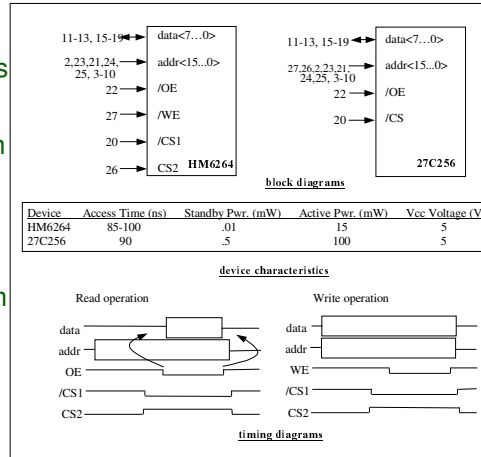 s
n
n
11-13, 15-19 data<7…0>
2,23,21,24, addr<15...0>
25, 3-10
22 /OE
27 /WE
20 /CS1
26 CS2 HM6264
11-13, 15-19 data<7…0>
27,26,2,23,21, addr<15...0>
24,25, 3-10
22 /OE
20 /CS
27C256
block diagrams
Device Access Time (ns) Standby Pwr. (mW) Active Pwr. (mW) Vcc Voltage (V
HM6264 85-100 .01 15 5
27C256 90 .5 100 5
device characteristics
Read operation
data
addr
OE
/CS1
CS2
Write operation
data
addr
WE
/CS1
CS2
timing diagrams